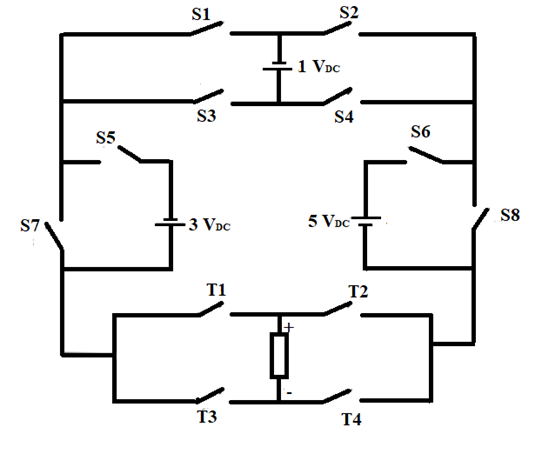 S1 S2
1 VDC
S3 S4
S5 S6
S7 3 VDC 5 VDC S8
T1 T2
+
-
T3 T4